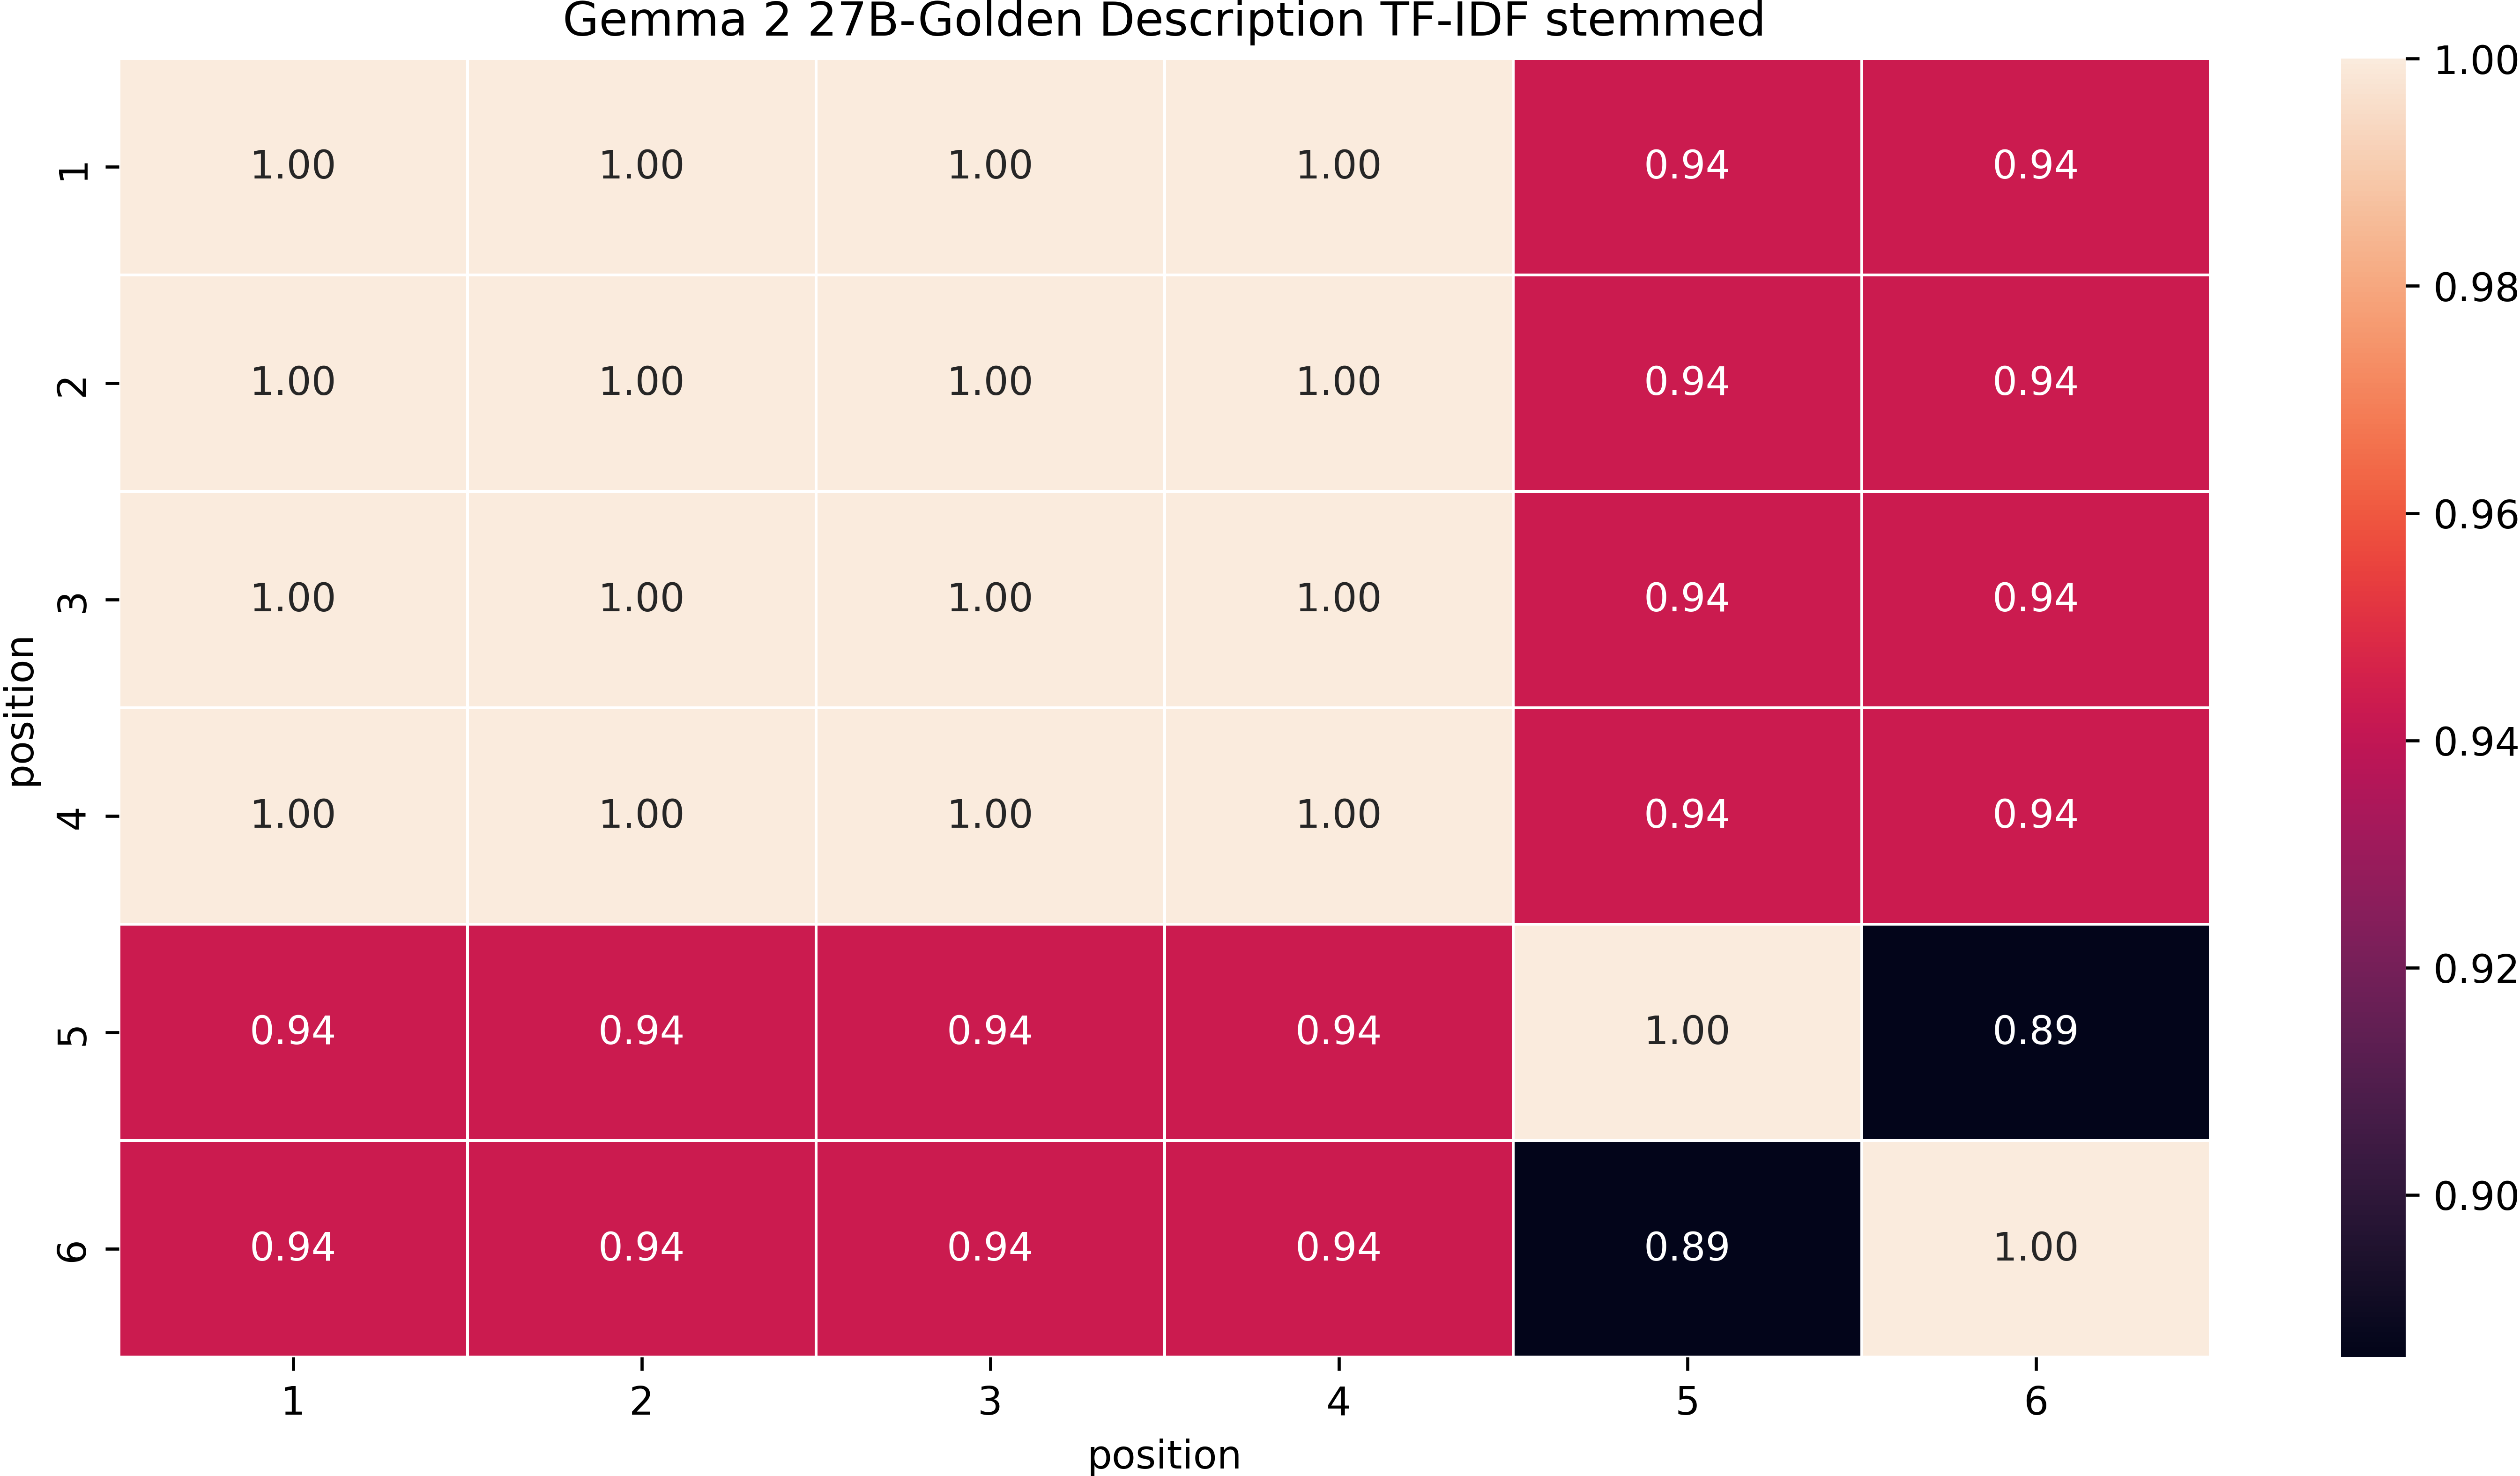 Gemma 2 27B-Golden Description TF-IDF stemmed
1 1.00 1.00 1.00 1.00 0.94 0.94
2 1.00 1.00 1.00 1.00 0.94 0.94
3 1.00 1.00 1.00 1.00 0.94 0.94
4 1.00 1.00 1.00 1.00 0.94 0.94
5 0.94 0.94 0.94 0.94 1.00 0.89
6 0.94 0.94 0.94 0.94 0.89 1.00
position
1 2 3 4 5 6
position
1.00
0.98
0.96
0.94
0.92
0.90